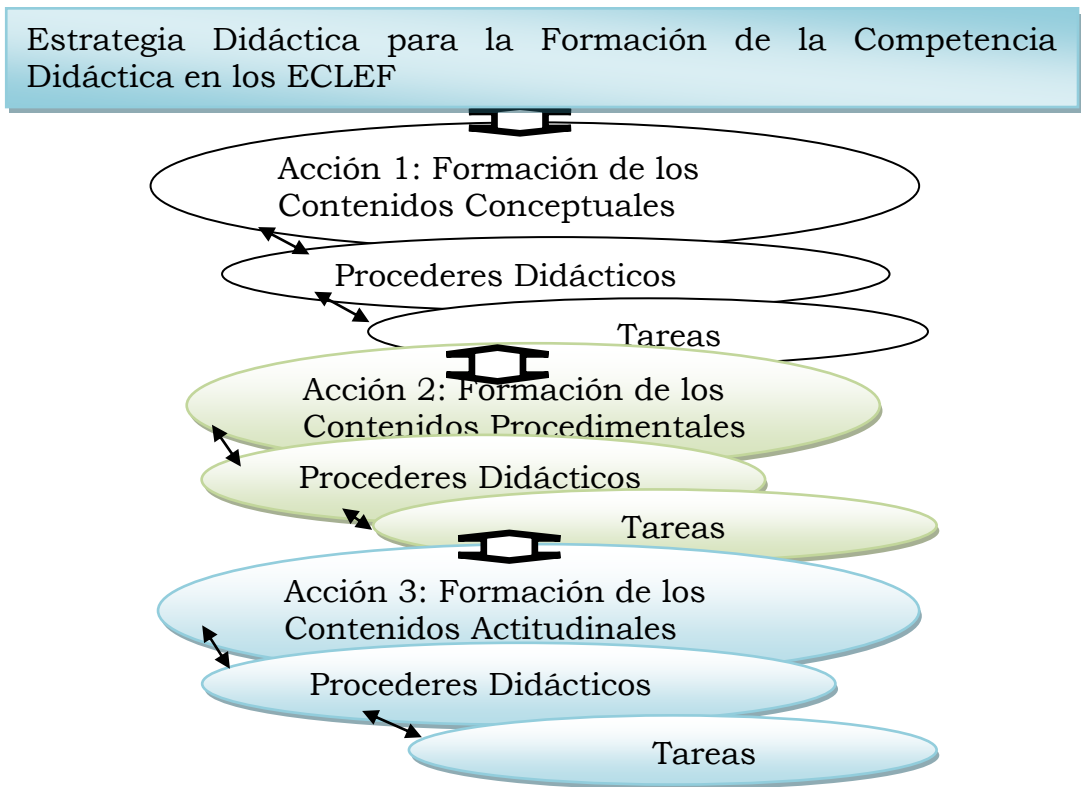 Estrategia Didáctica para la Formación de la Competencia
Didáctica en los ECLEF
Acción 1: Formación de los
Contenidos Conceptuales
Procederes Didácticos
Tareas
Acción 2: Formación de los
Contenidos Procedimentales
Procederes Didácticos
Tareas
Acción 3: Formación de los
Contenidos Actitudinales
Procederes Didácticos
Tareas